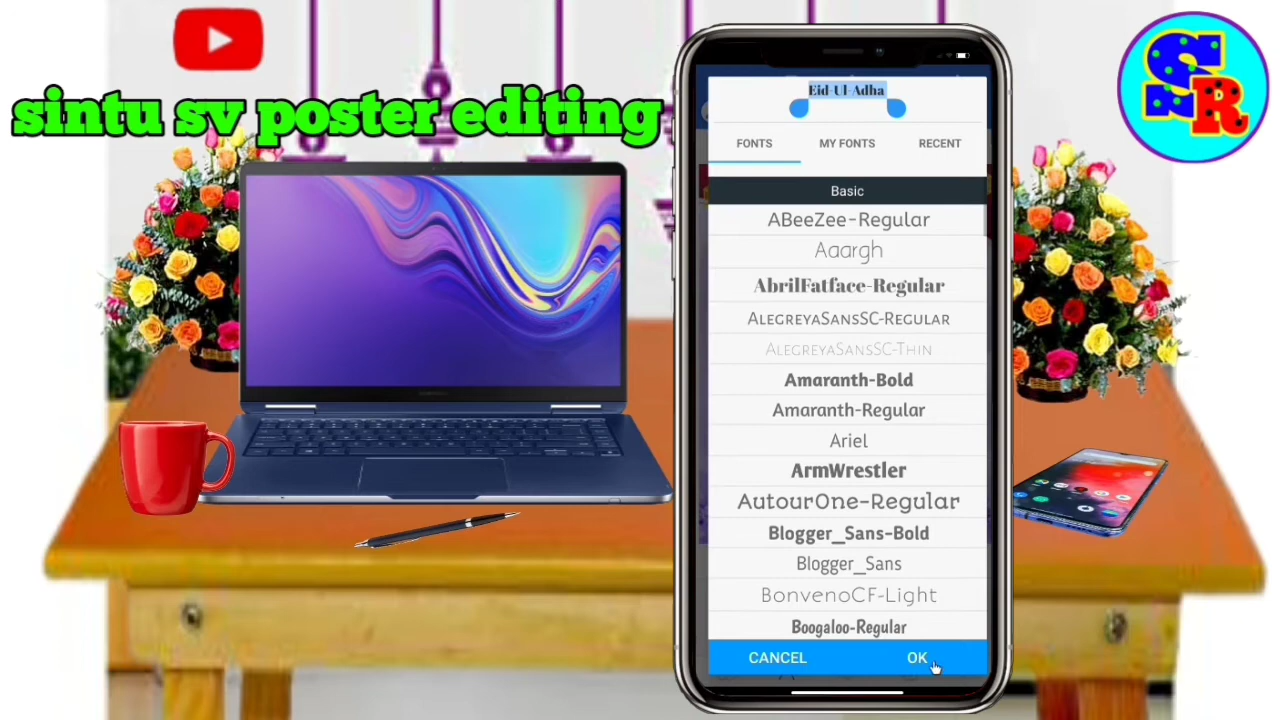 sintu sv poster editing
SNR
Eid-Ul-Adha
FONTS MY FONTS RECENT
Basic
ABeeZee-Regular
Aaargh
AbrilFatface-Regular
AlegreyaSansSC-Regular
AlegreyaSansSC-Thin
Amaranth-Bold
Amaranth-Regular
Ariel
ArmWrestler
AutourOne-Regular
Blogger_Sans-Bold
Blogger_Sans
BonvenoCF-Light
Boogaloo-Regular
CANCEL OK